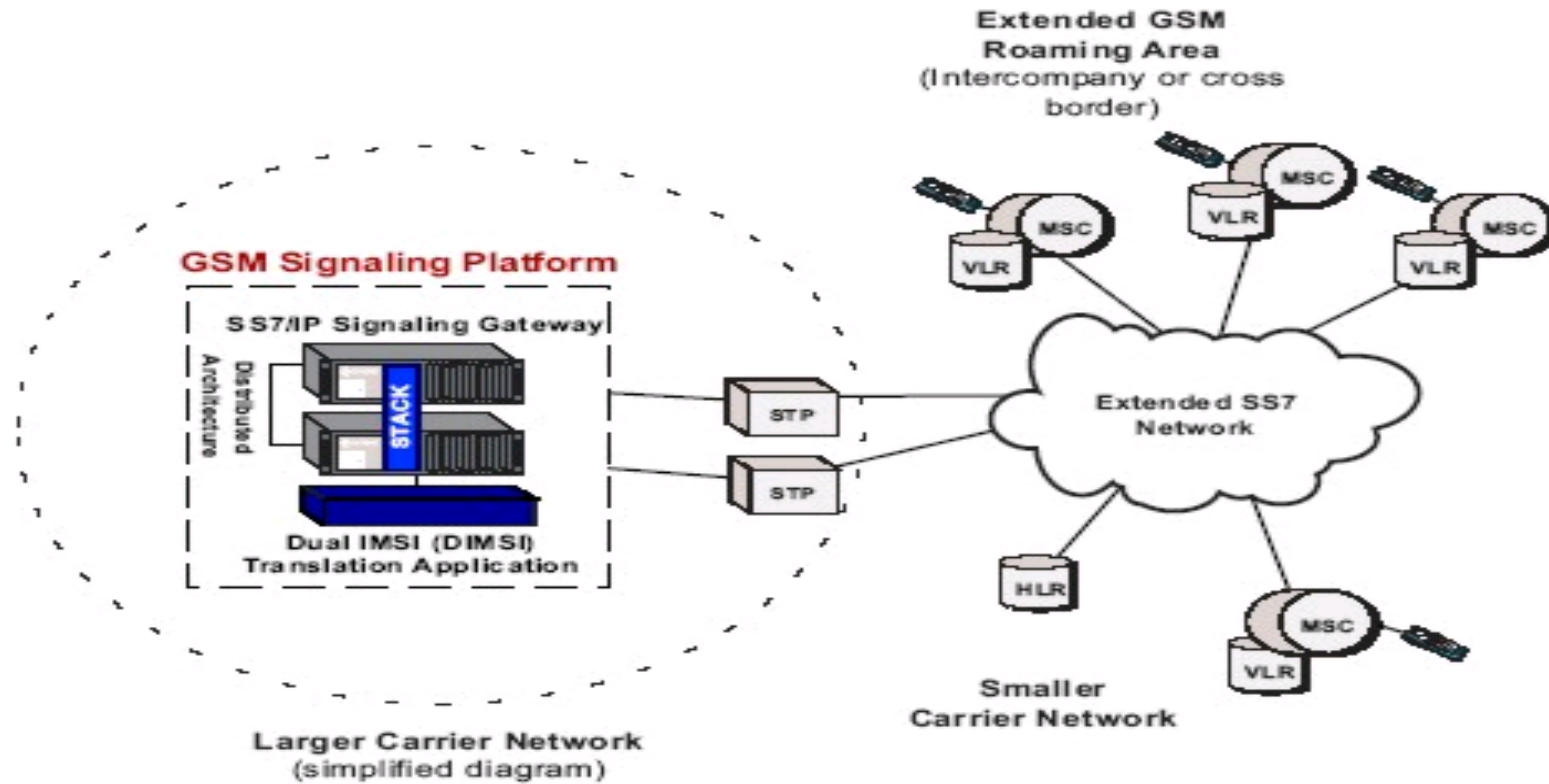 Extended GSM
Roaming Area
(Intercompany or cross
border)
MSC
VLR
MSC
VLR
MSC
VLR
GSM Signaling Platform
SS7/IP Signaling Gateway
Distributed
Architecture
STACK
Dual IMSI (DIMSI)
Translation Application
STP
STP
Extended SS7
Network
HLR
MSC
VLR
Smaller
Carrier Network
Larger Carrier Network
(simplified diagram)